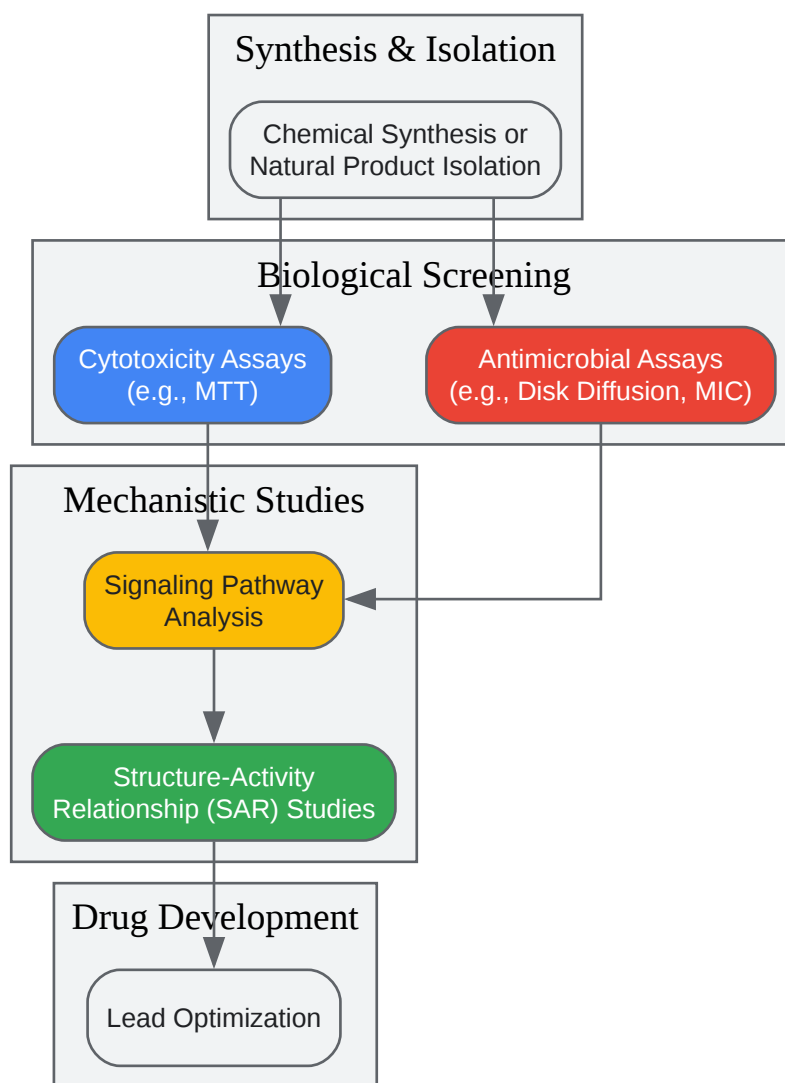 Synthesis & Isolation
Chemical Synthesis or
Natural Product Isolation
Biological Screening
Cytotoxicity Assays
(e.g., MTT)
Antimicrobial Assays
(e.g., Disk Diffusion, MIC)
Mechanistic Studies
Signaling Pathway
Analysis
Structure-Activity
Relationship (SAR) Studies
Drug Development
Lead Optimization